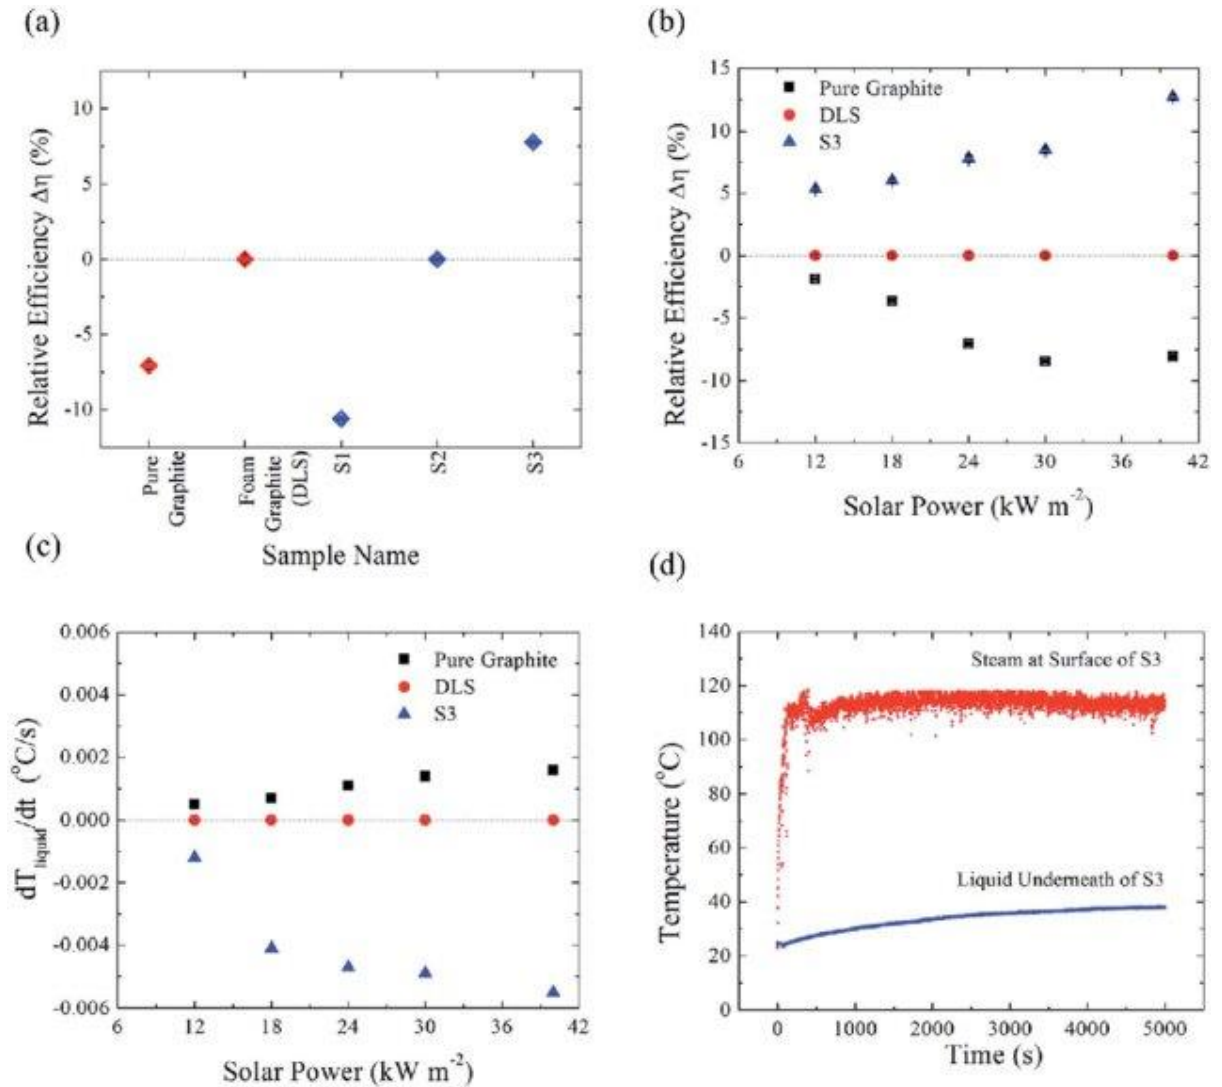 (a)
Relative Efficiency Δη (%)
10
5
0
-5
-10
Pure
Graphite
Foam
Graphite
(DLS)
S1
S2
S3
Sample Name
(b)
Relative Efficiency Δη (%)
15
10
5
0
-5
-10
-15
Pure Graphite
DLS
S3
6 12 18 24 30 36 42
Solar Power (kW m-2)
(c)
dTliquid/dt (°C/s)
0.006
0.004
0.002
0.000
-0.002
-0.004
-0.006
Pure Graphite
DLS
S3
6 12 18 24 30 36 42
Solar Power (kW m-2)
(d)
Temperature (°C)
140
120
100
80
60
40
20
0
Steam at Surface of S3
Liquid Underneath of S3
0 1000 2000 3000 4000 5000
Time (s)